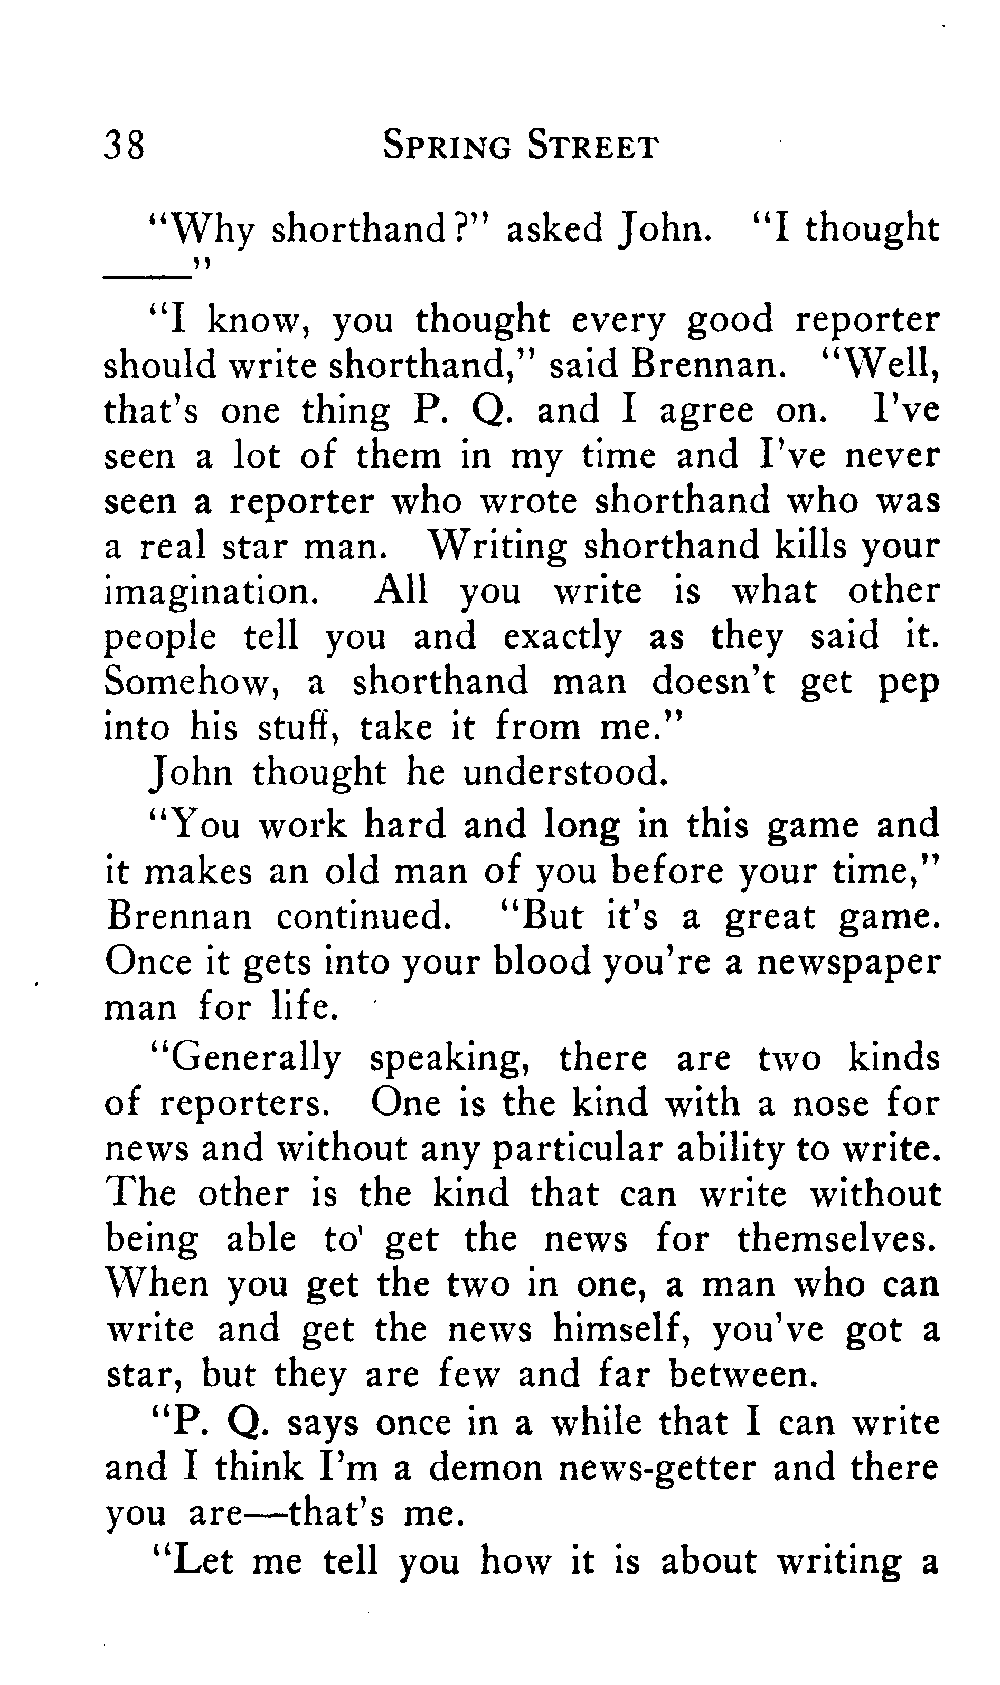 38 SPRING STREET
“Why shorthand?” asked John. “I thought
——”
“I know, you thought every good reporter
should write shorthand,” said Brennan. “Well,
that’s one thing P. Q. and I agree on. I’ve
seen a lot of them in my time and I’ve never
seen a reporter who wrote shorthand who was
a real star man. Writing shorthand kills your
imagination. All you write is what other
people tell you and exactly as they said it.
Somehow, a shorthand man doesn’t get pep
into his stuff, take it from me.”
John thought he understood.
“You work hard and long in this game and
it makes an old man of you before your time,”
Brennan continued. “But it’s a great game.
Once it gets into your blood you’re a newspaper
man for life.
“Generally speaking, there are two kinds
of reporters. One is the kind with a nose for
news and without any particular ability to write.
The other is the kind that can write without
being able to' get the news for themselves.
When you get the two in one, a man who can
write and get the news himself, you’ve got a
star, but they are few and far between.
“P. Q. says once in a while that I can write
and I think I’m a demon news-getter and there
you are—that’s me.
“Let me tell you how it is about writing a